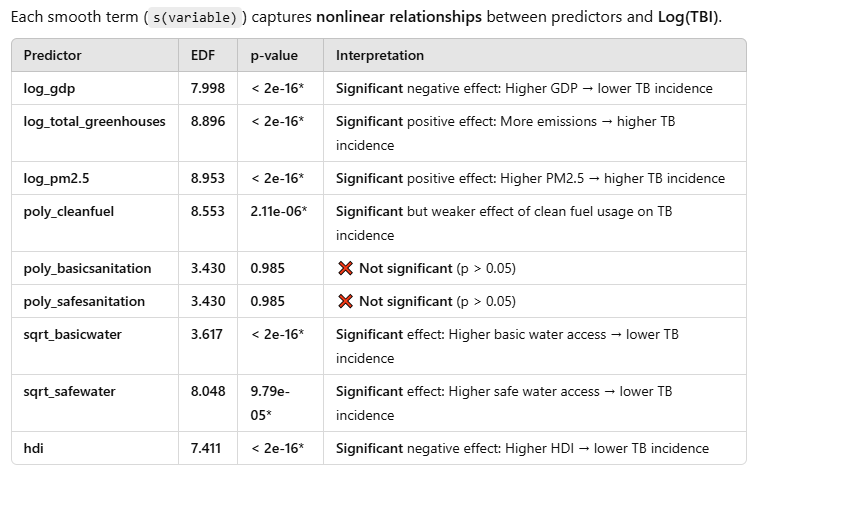 Each smooth term ( s(variable) ) captures nonlinear relationships between predictors and Log(TBI).
Predictor EDF p-value Interpretation
log_gdp 7.998 < 2e-16* Significant negative effect: Higher GDP → lower TB incidence
log_total_greenhouses 8.896 < 2e-16* Significant positive effect: More emissions → higher TB
incidence
log_pm2.5 8.953 < 2e-16* Significant positive effect: Higher PM2.5 → higher TB incidence
poly_cleanfuel 8.553 2.11e-06* Significant but weaker effect of clean fuel usage on TB
incidence
poly_basicsanitation 3.430 0.985 ❌ Not significant (p > 0.05)
poly_safesanitation 3.430 0.985 ❌ Not significant (p > 0.05)
sqrt_basicwater 3.617 < 2e-16* Significant effect: Higher basic water access → lower TB
incidence
sqrt_safewater 8.048 9.79e- Significant effect: Higher safe water access → lower TB
05* incidence
hdi 7.411 < 2e-16* Significant negative effect: Higher HDI → lower TB incidence